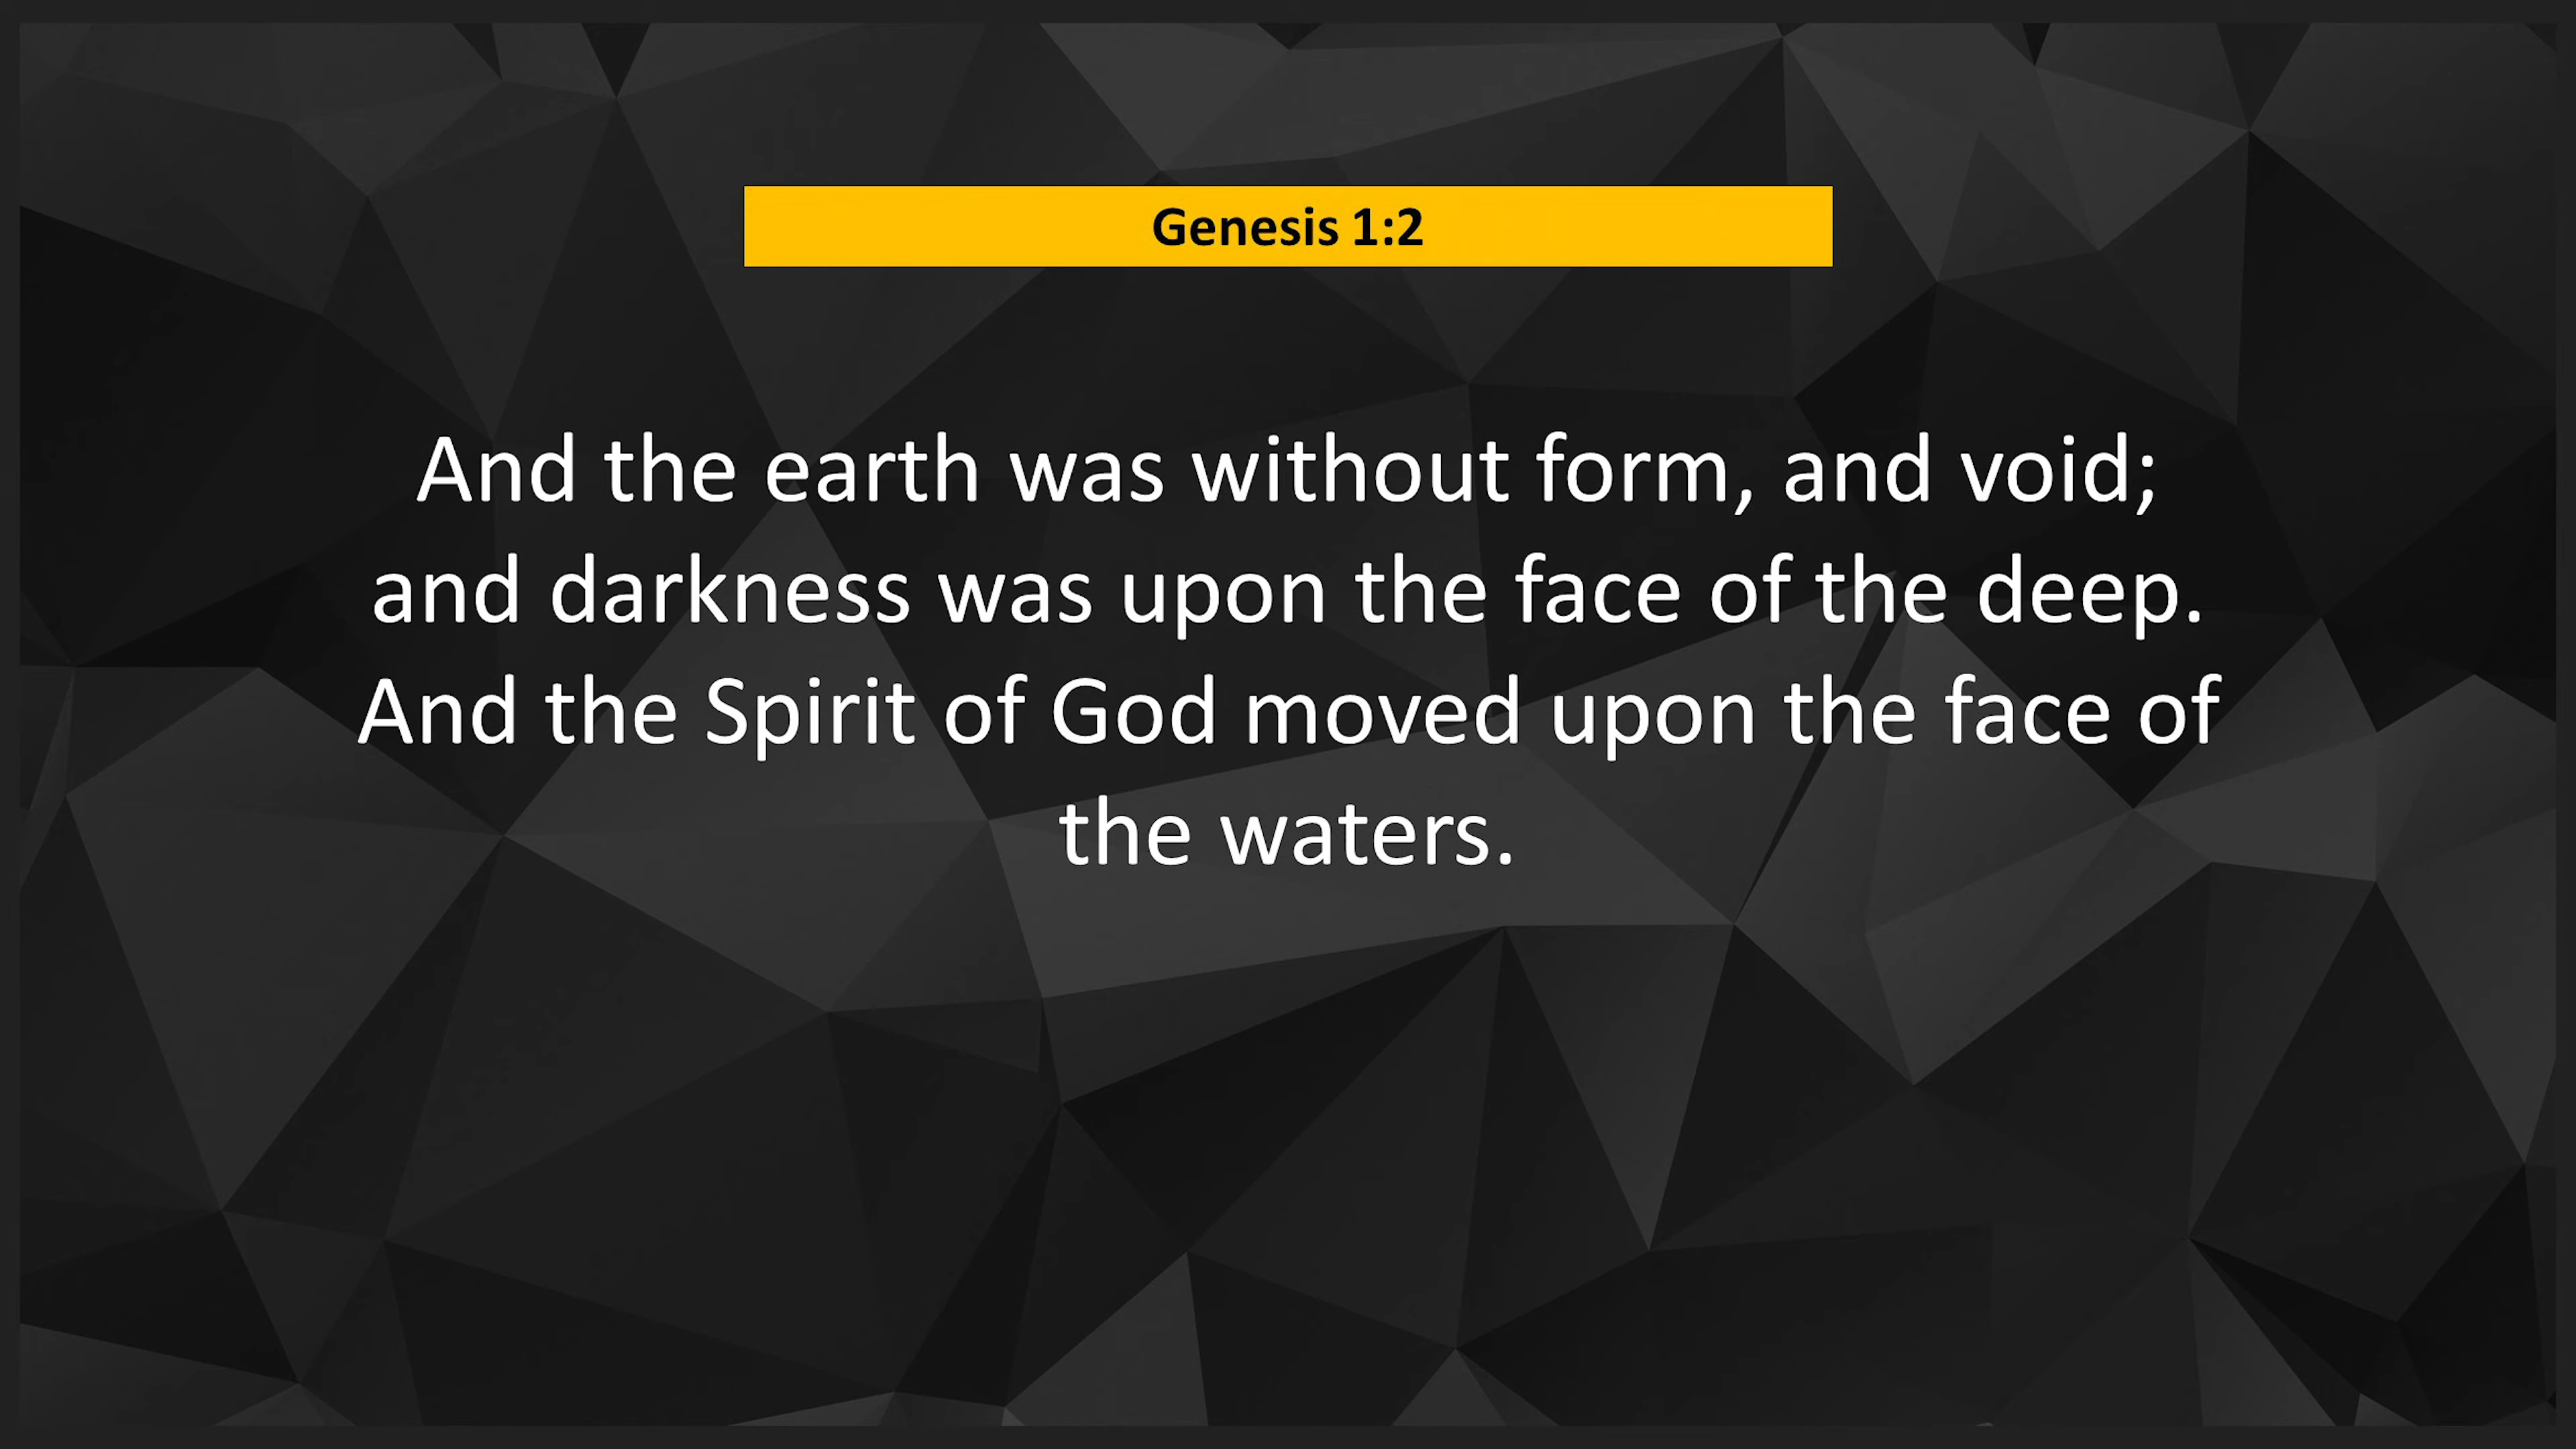 Genesis 1:2
And the earth was without form, and void;
and darkness was upon the face of the deep.
And the Spirit of God moved upon the face of
the waters.